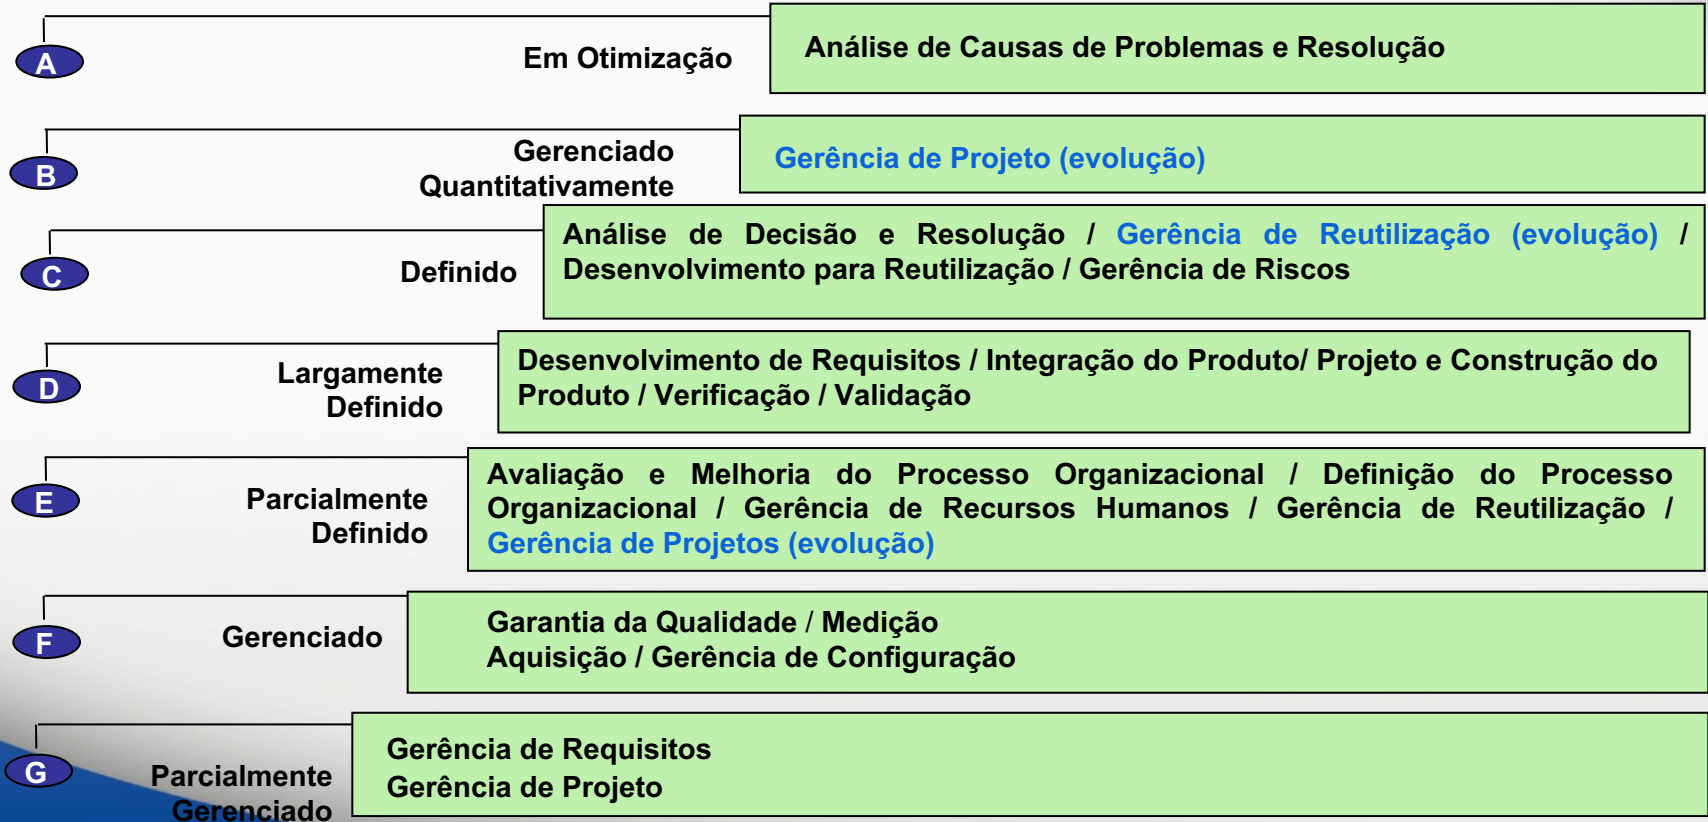 A
Em Otimização
Análise de Causas de Problemas e Resolução
B
Gerenciado
Quantitativamente
Gerência de Projeto (evolução)
C
Definido
Análise de Decisão e Resolução / Gerência de Reutilização (evolução) /
Desenvolvimento para Reutilização / Gerência de Riscos
D
Largamente
Definido
Desenvolvimento de Requisitos / Integração do Produto/ Projeto e Construção do
Produto / Verificação / Validação
E
Parcialmente
Definido
Avaliação e Melhoria do Processo Organizacional / Definição do Processo
Organizacional / Gerência de Recursos Humanos / Gerência de Reutilização /
Gerência de Projetos (evolução)
F
Gerenciado
Garantia da Qualidade / Medição
Aquisição / Gerência de Configuração
G
Parcialmente
Gerenciado
Gerência de Requisitos
Gerência de Projeto